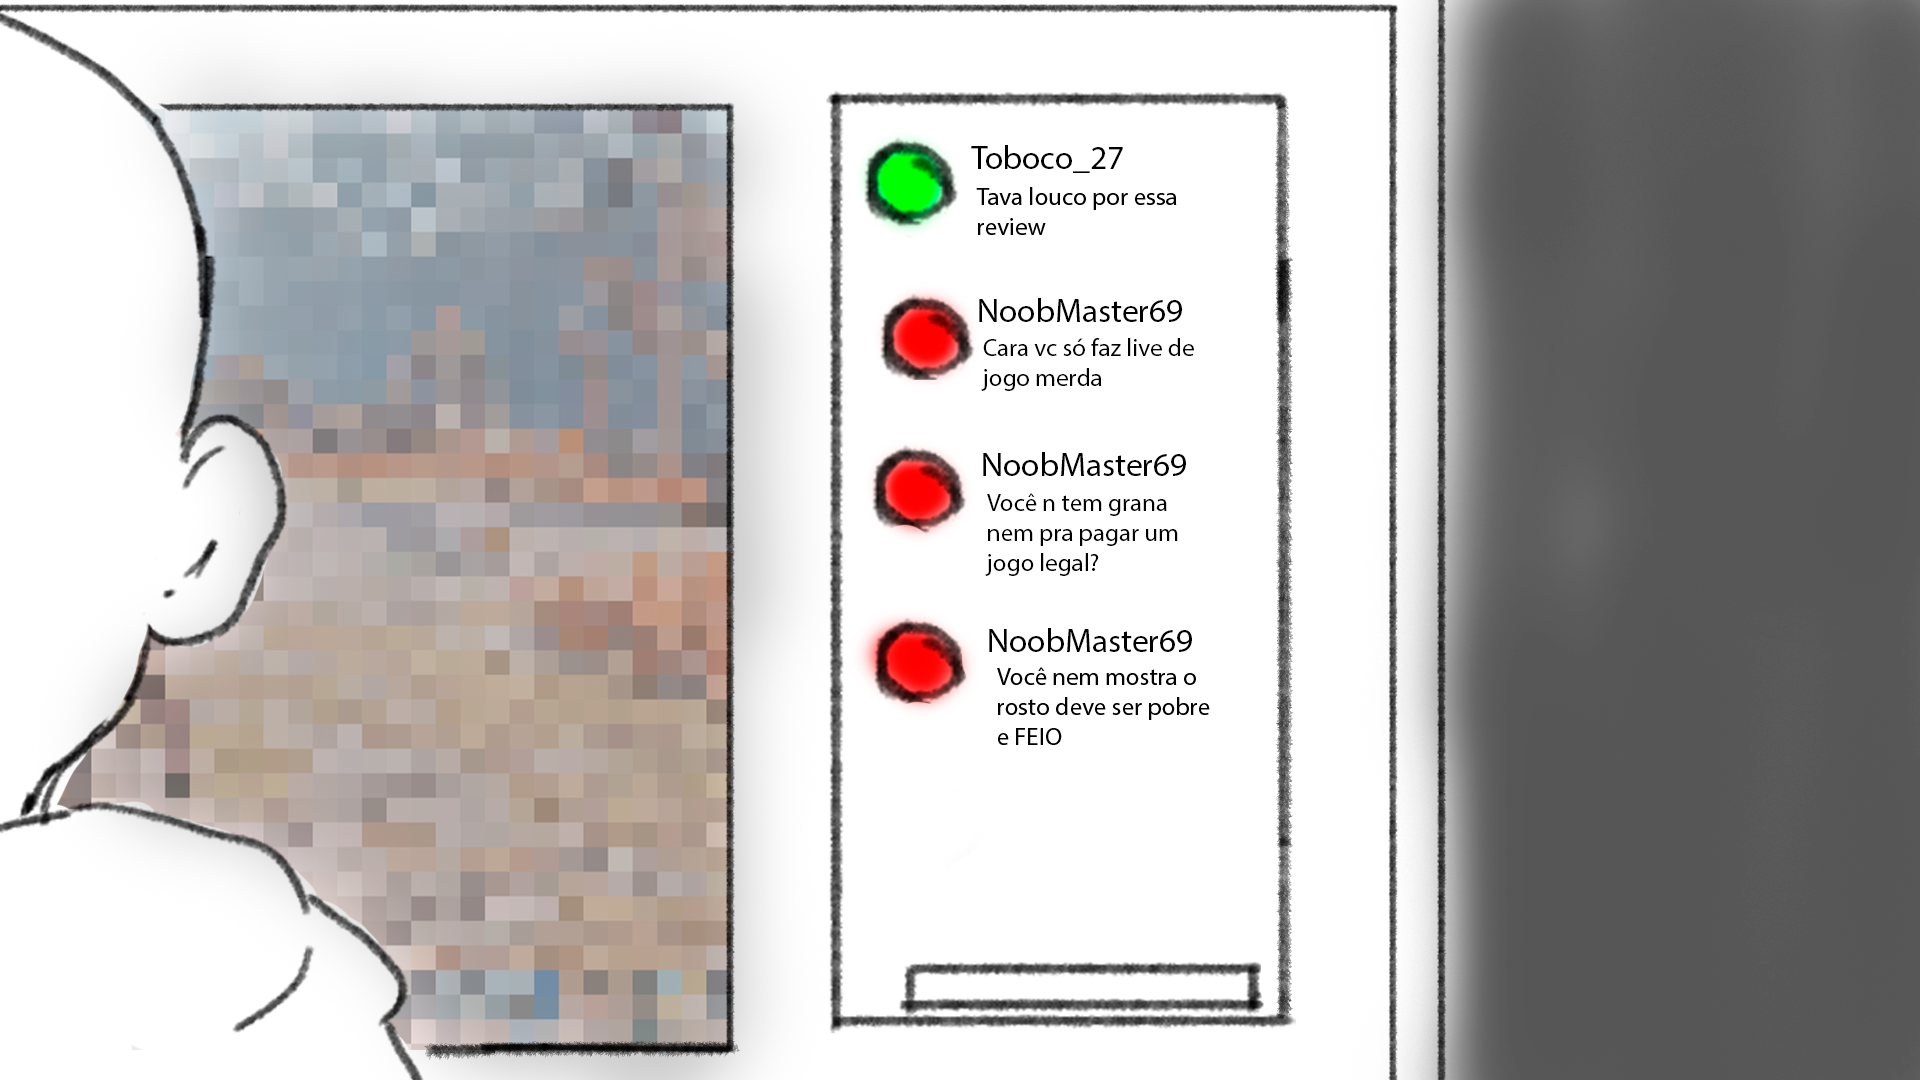 Toboco_27
Tava louco por essa
review
NoobMaster69
Cara vc só faz live de
jogo merda
NoobMaster69
Você n tem grana
nem pra pagar um
jogo legal?
NoobMaster69
Você nem mostra o
rosto deve ser pobre
e FEIO